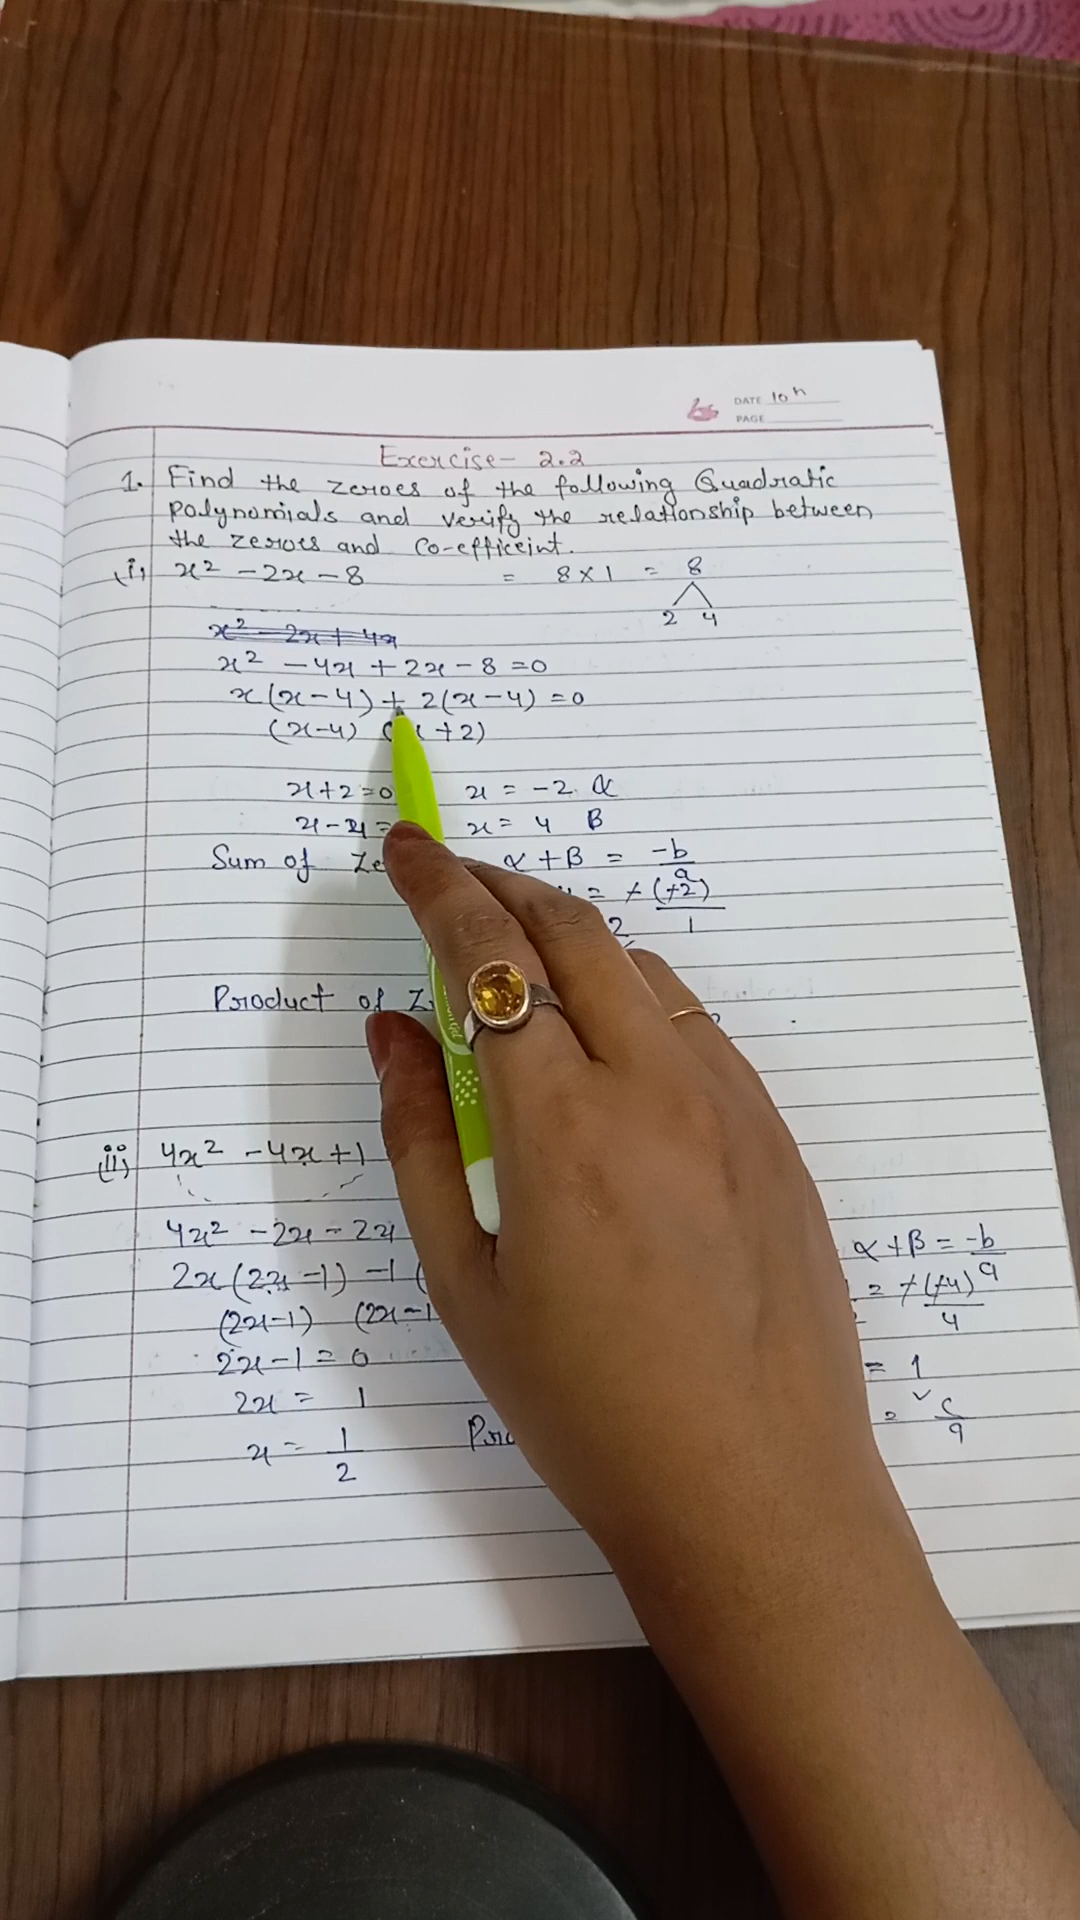 DATE 10th
PAGE
Exercise- 2.2
1. Find the zeroes of the following Quadratic
polynomials and verify the relationship between
the zeroes and co-efficeint.
(i) x² - 2x - 8 = 8 × 1 = 8
2 4
x² - 2x + 4x
x² - 4x + 2x - 8 = 0
x(x-4) + 2(x-4) = 0
(x-4) ( + 2)
x+2=0 x = -2 α
x = 4 β
Sum of α + β = -b/a
= -(-2)/1
2
Product of
(ii) 4x² - 4x + 1
4x² - 2x - 2x
2x(2x-1) -1(
(2x-1) (2x-1
2x-1 = 0
2x = 1
x = 1/2
α + β = -b/a
= -(-4)/4
= 1
= c/a